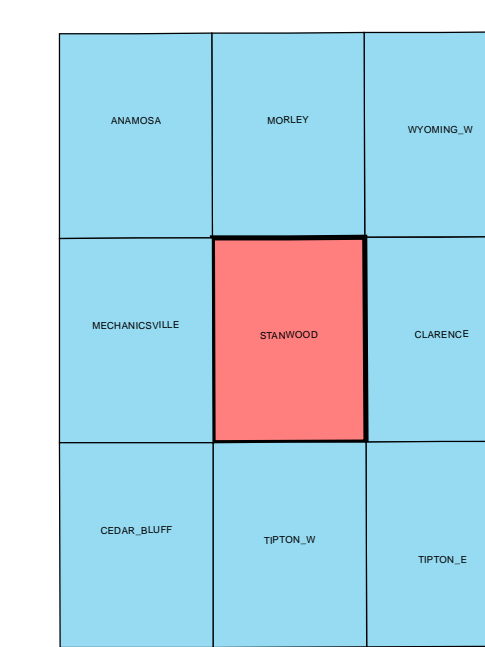 ANAMOSA
MORLEY
WYOMING_W
MECHANICSVILLE
STANWOOD
CLARENCE
CEDAR_BLUFF
TIPTON_W
TIPTON_E